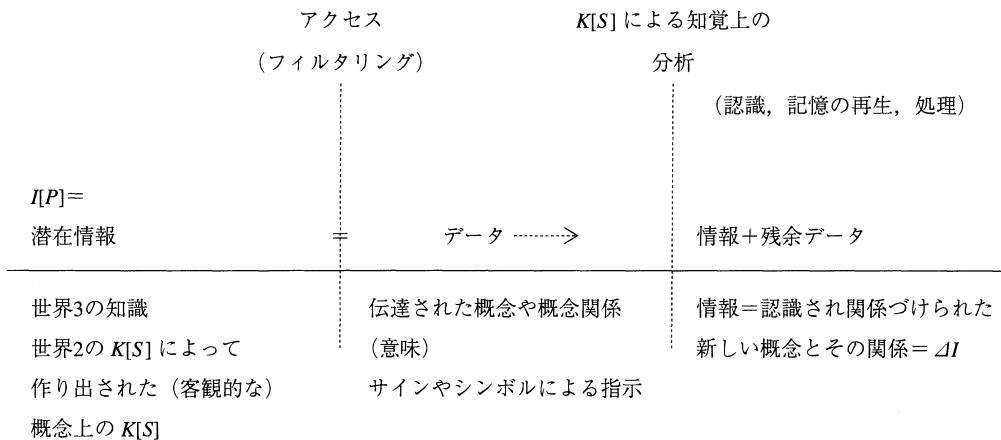 アクセス
(フィルタリング)
K[S] による知覚上の
分析
(認識,記憶の再生,処理)
I[P]=
潜在情報
=
データ
情報+残余データ
世界3の知識
世界2の K[S] によって
作り出された(客観的な)
概念上の K[S]
伝達された概念や概念関係
(意味)
サインやシンボルによる指示
情報=認識され関係づけられた
新しい概念とその関係=ΔI